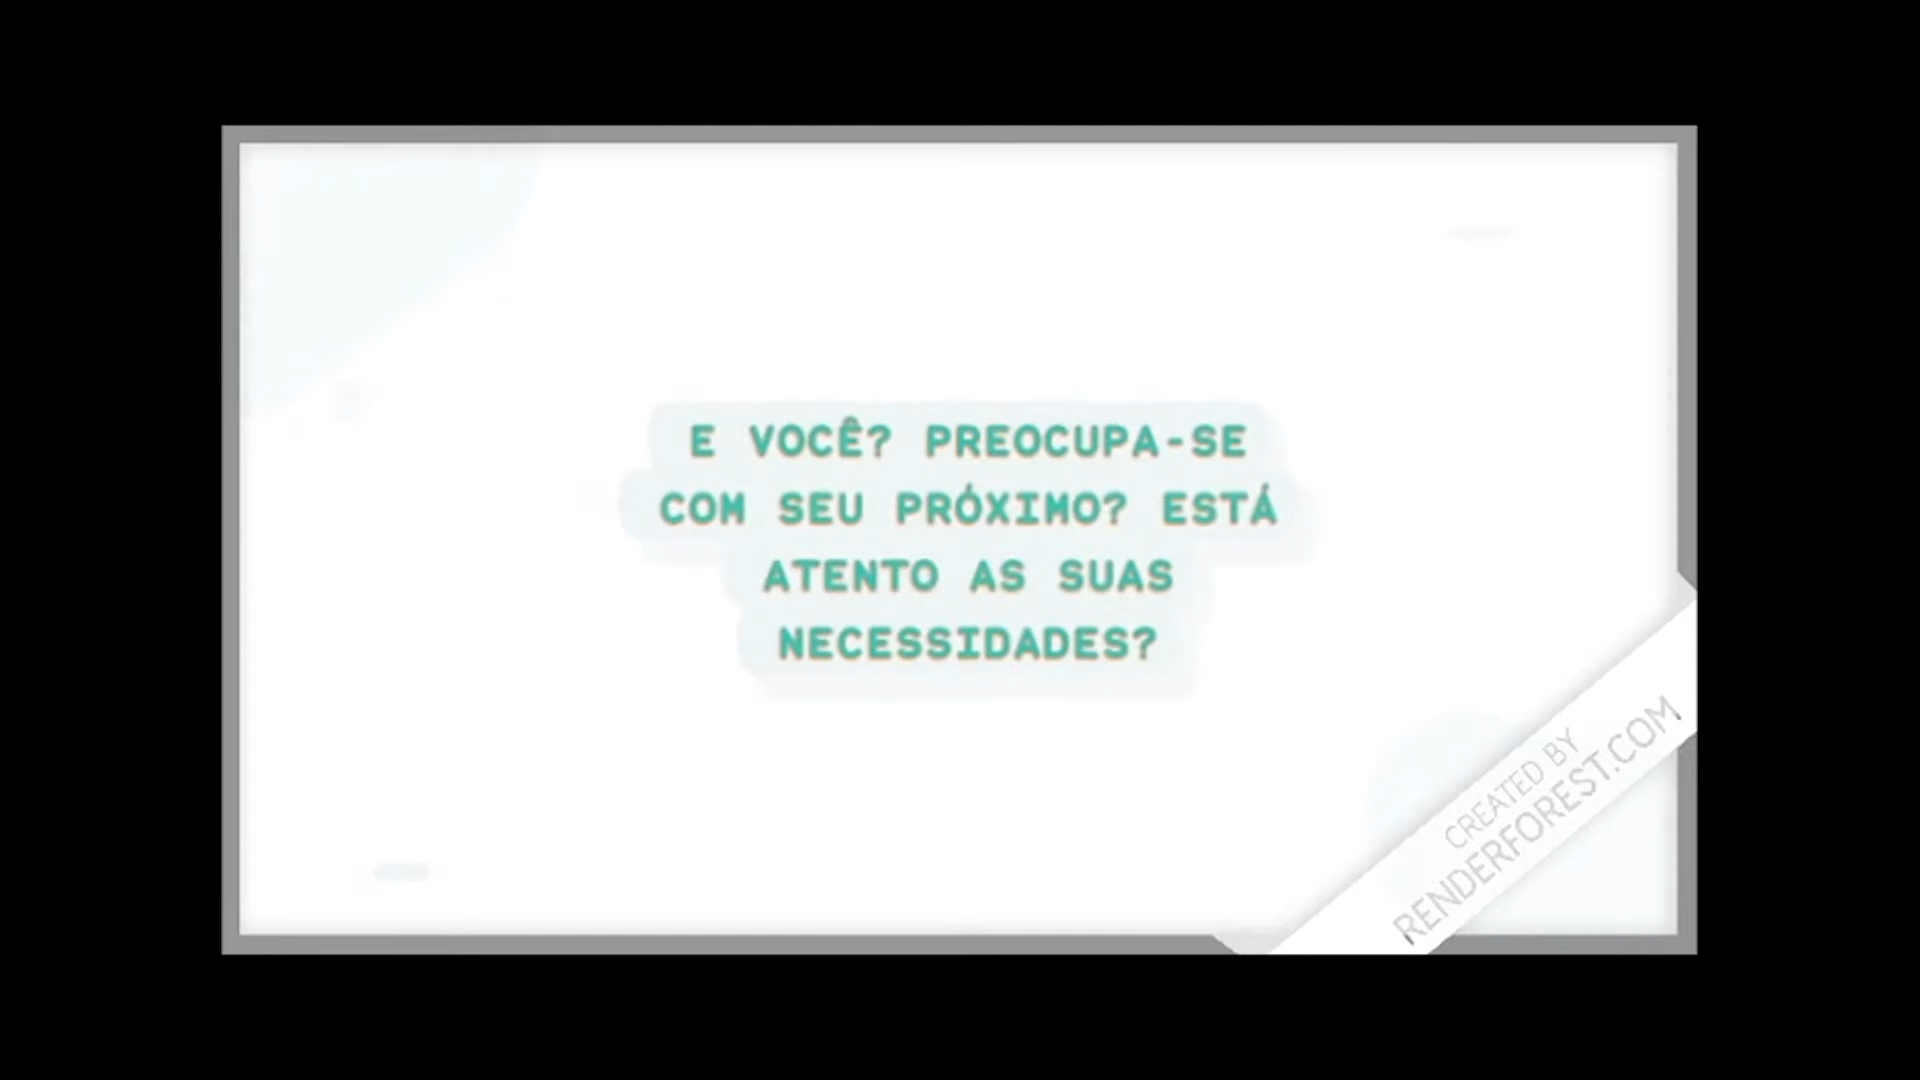 E VOCÊ? PREOCUPA-SE
COM SEU PRÓXIMO? ESTÁ
ATENTO AS SUAS
NECESSIDADES?
CREATED BY
RENDERFOREST.COM